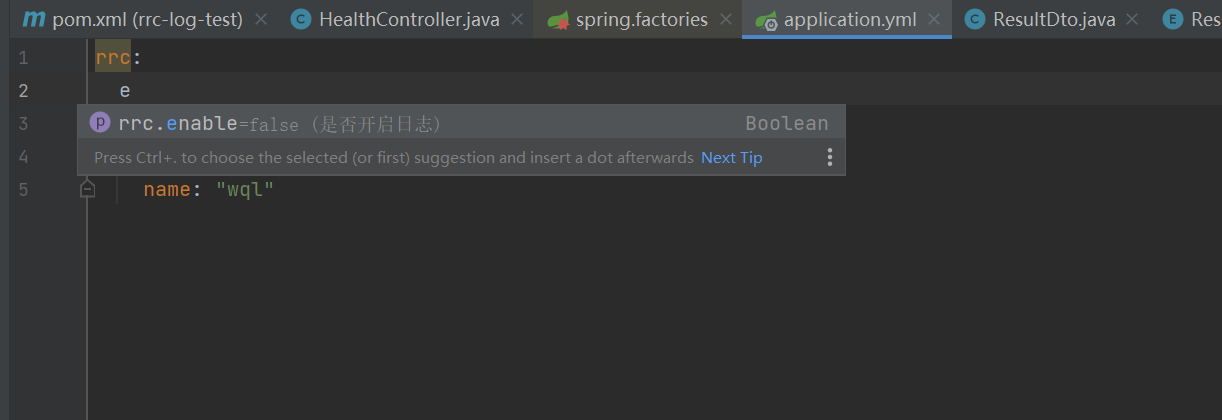 pom.xml (rrc-log-test) HealthController.java spring.factories application.yml ResultDto.java Res
1 rrc:
2 e
3 rrc.enable=false (是否开启日志) Boolean
4 Press Ctrl+. to choose the selected (or first) suggestion and insert a dot afterwards Next Tip
5 name: "wql"